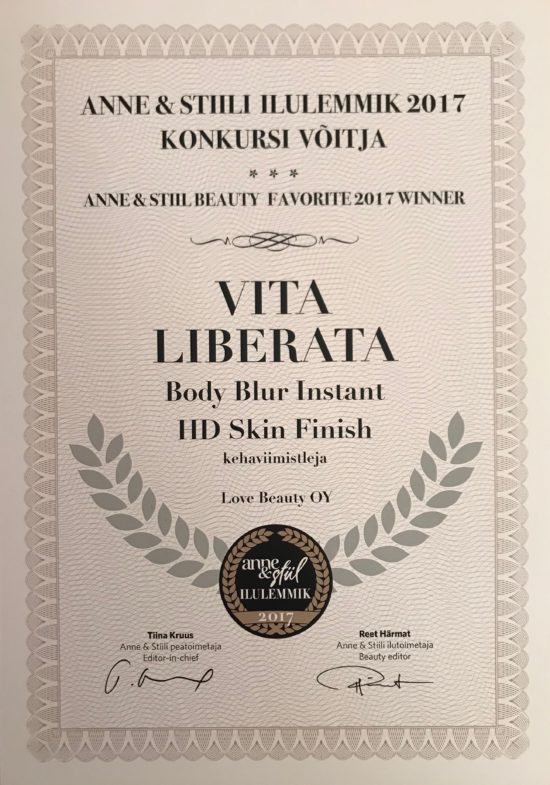 ANNE & STIILI ILULEMMIK 2017
KONKURSI VÕITJA
* * *
ANNE & STIIL BEAUTY FAVORITE 2017 WINNER
VITA
LIBERATA
Body Blur Instant
HD Skin Finish
kehaviimistleja
Love Beauty OY
anne
& stiil
ILULEMMIK
2017
Tiina Kruus
Anne & Stiili peatoimetaja
Editor-in-chief
Reet Härmat
Anne & Stiili ilutoimetaja
Beauty editor